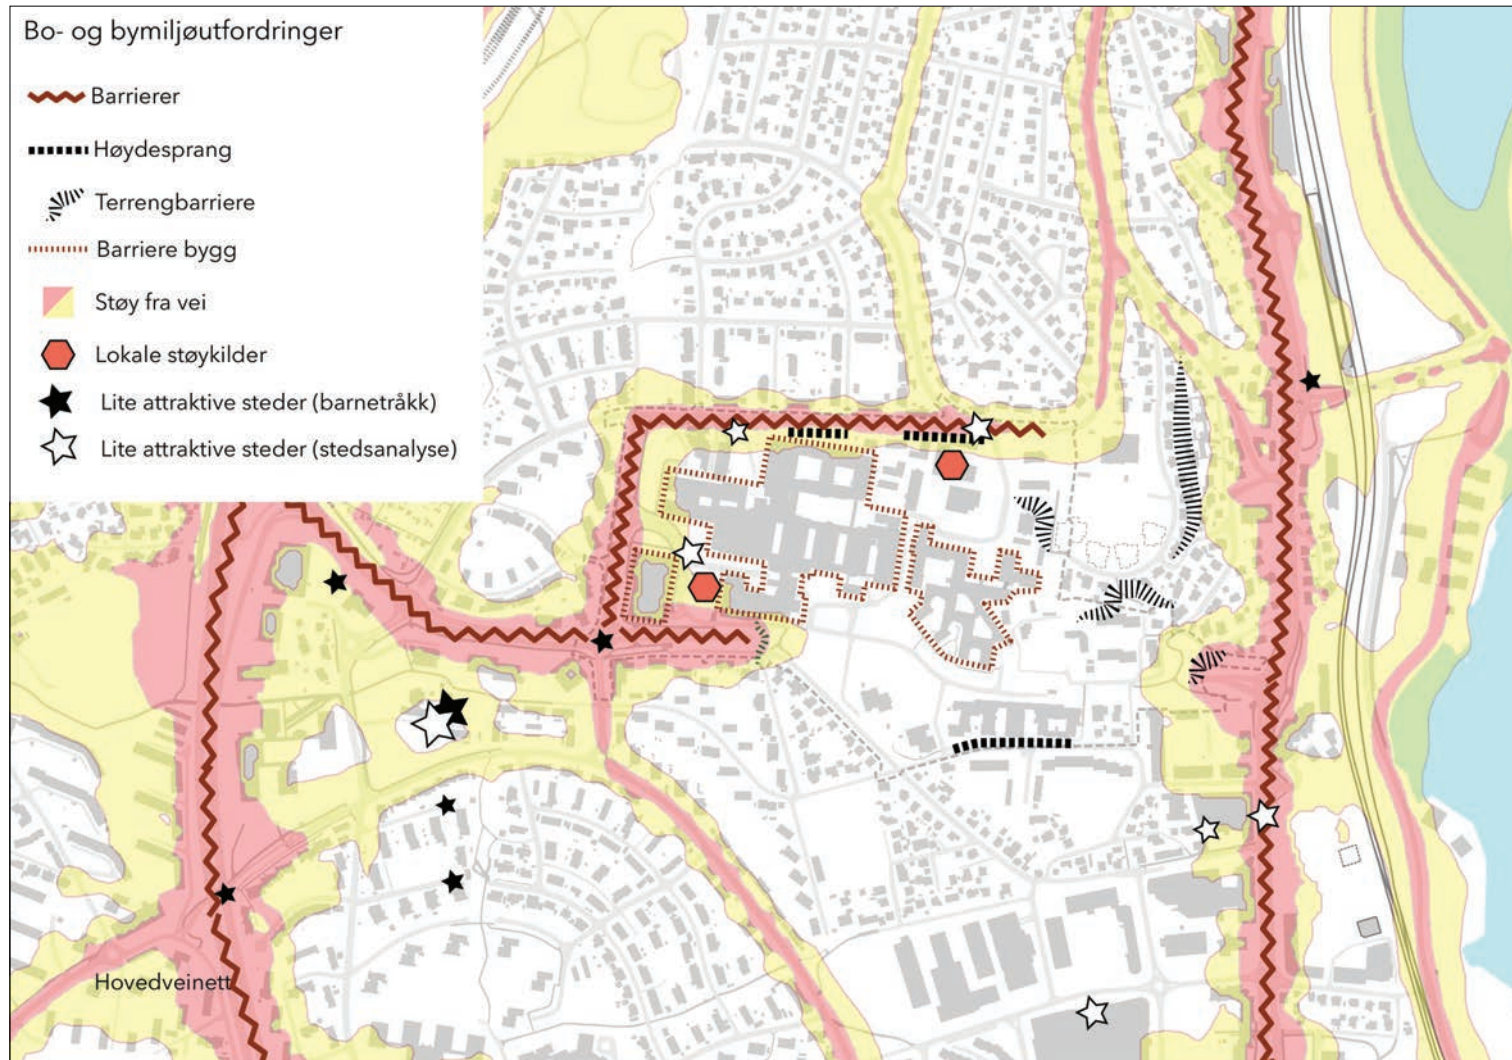 Bo- og bymiljøutfordringer
Barrierer
Høydesprang
Terrengbarriere
Barriere bygg
Støy fra vei
Lokale støykilder
Lite attraktive steder (barnetråkk)
Lite attraktive steder (stedsanalyse)
Hovedveinett